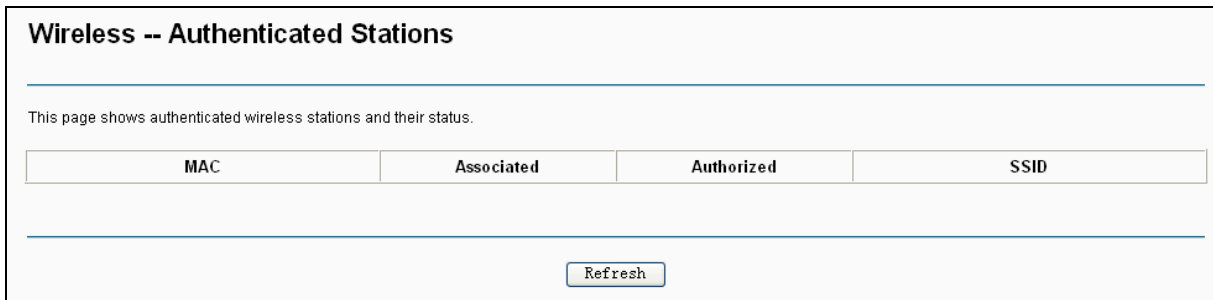 Wireless -- Authenticated Stations
This page shows authenticated wireless stations and their status.
MAC Associated Authorized SSID
Refresh